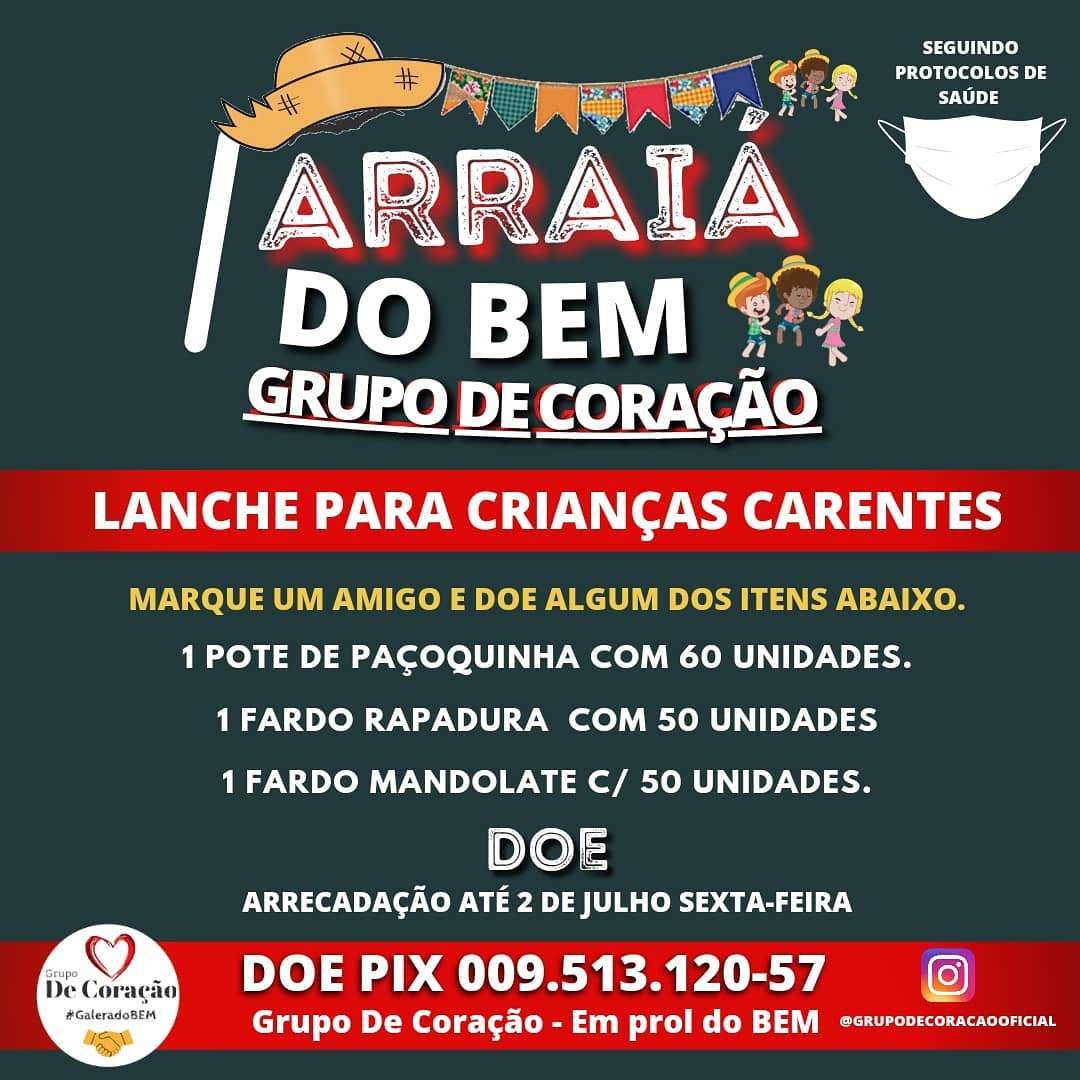 SEGUINDO
PROTOCOLOS DE
SAÚDE
ARRAIÁ
DO BEM
GRUPO DE CORAÇÃO
LANCHE PARA CRIANÇAS CARENTES
MARQUE UM AMIGO E DOE ALGUM DOS ITENS ABAIXO.
1 POTE DE PAÇOQUINHA COM 60 UNIDADES.
1 FARDO RAPADURA COM 50 UNIDADES
1 FARDO MANDOLATE C/ 50 UNIDADES.
DOE
ARRECADAÇÃO ATÉ 2 DE JULHO SEXTA-FEIRA
Grupo
De Coração
#GaleradoBEM
DOE PIX 009.513.120-57
Grupo De Coração - Em prol do BEM
@GRUPODECORACAOOFICIAL